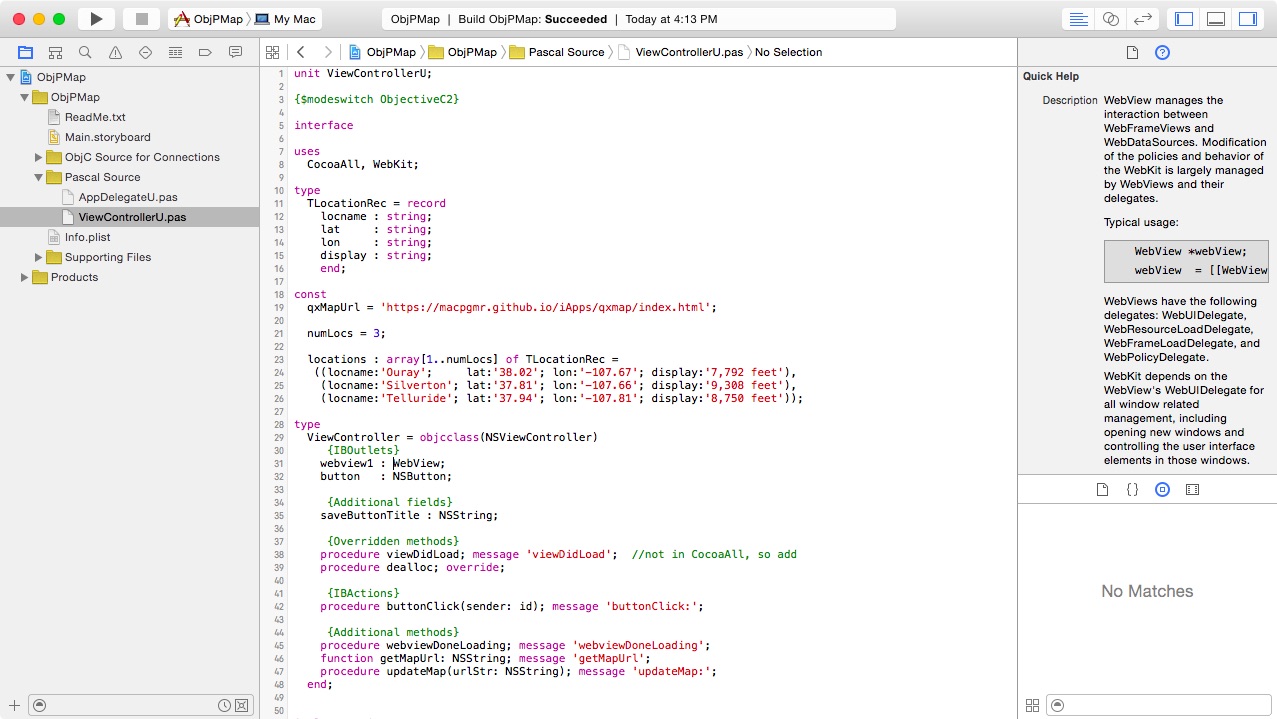 ObjPMap My Mac
ObjPMap | Build ObjPMap: Succeeded | Today at 4:13 PM
ObjPMap ObjPMap Pascal Source ViewControllerU.pas No Selection
ObjPMap
ObjPMap
ReadMe.txt
Main.storyboard
ObjC Source for Connections
Pascal Source
AppDelegateU.pas
ViewControllerU.pas
Info.plist
Supporting Files
Products
1 unit ViewControllerU;
2
3 {$modeswitch ObjectiveC2}
4
5 interface
6
7 uses
8 CocoaAll, WebKit;
9
10 type
11 TLocationRec = record
12 locname : string;
13 lat : string;
14 lon : string;
15 display : string;
16 end;
17
18 const
19 qxMapUrl = 'https://macpgmr.github.io/iApps/qxmap/index.html';
20
21 numLocs = 3;
22
23 locations : array[1..numLocs] of TLocationRec =
24 ((locname:'Ouray'; lat:'38.02'; lon:'-107.67'; display:'7,792 feet'),
25 (locname:'Silverton'; lat:'37.81'; lon:'-107.66'; display:'9,308 feet'),
26 (locname:'Telluride'; lat:'37.94'; lon:'-107.81'; display:'8,750 feet'));
27
28 type
29 ViewController = objcclass(NSViewController)
30 {IBOutlets}
31 webview1 : WebView;
32 button : NSButton;
33
34 {Additional fields}
35 saveButtonTitle : NSString;
36
37 {Overridden methods}
38 procedure viewDidLoad; message 'viewDidLoad'; //not in CocoaAll, so add
39 procedure dealloc; override;
40
41 {IBActions}
42 procedure buttonClick(sender: id); message 'buttonClick:';
43
44 {Additional methods}
45 procedure webviewDoneLoading; message 'webviewDoneLoading';
46 function getMapUrl: NSString; message 'getMapUrl';
47 procedure updateMap(urlStr: NSString); message 'updateMap:';
48 end;
49
50
Quick Help
Description WebView manages the
interaction between
WebFrameViews and
WebDataSources. Modification
of the policies and behavior of
the WebKit is largely managed
by WebViews and their
delegates.
Typical usage:
WebView *webView;
webView = [[WebView
WebViews have the following
delegates: WebUIDelegate,
WebResourceLoadDelegate,
WebFrameLoadDelegate, and
WebPolicyDelegate.
WebKit depends on the
WebView's WebUIDelegate for
all window related
management, including
opening new windows and
controlling the user interface
elements in those windows.
{}
No Matches